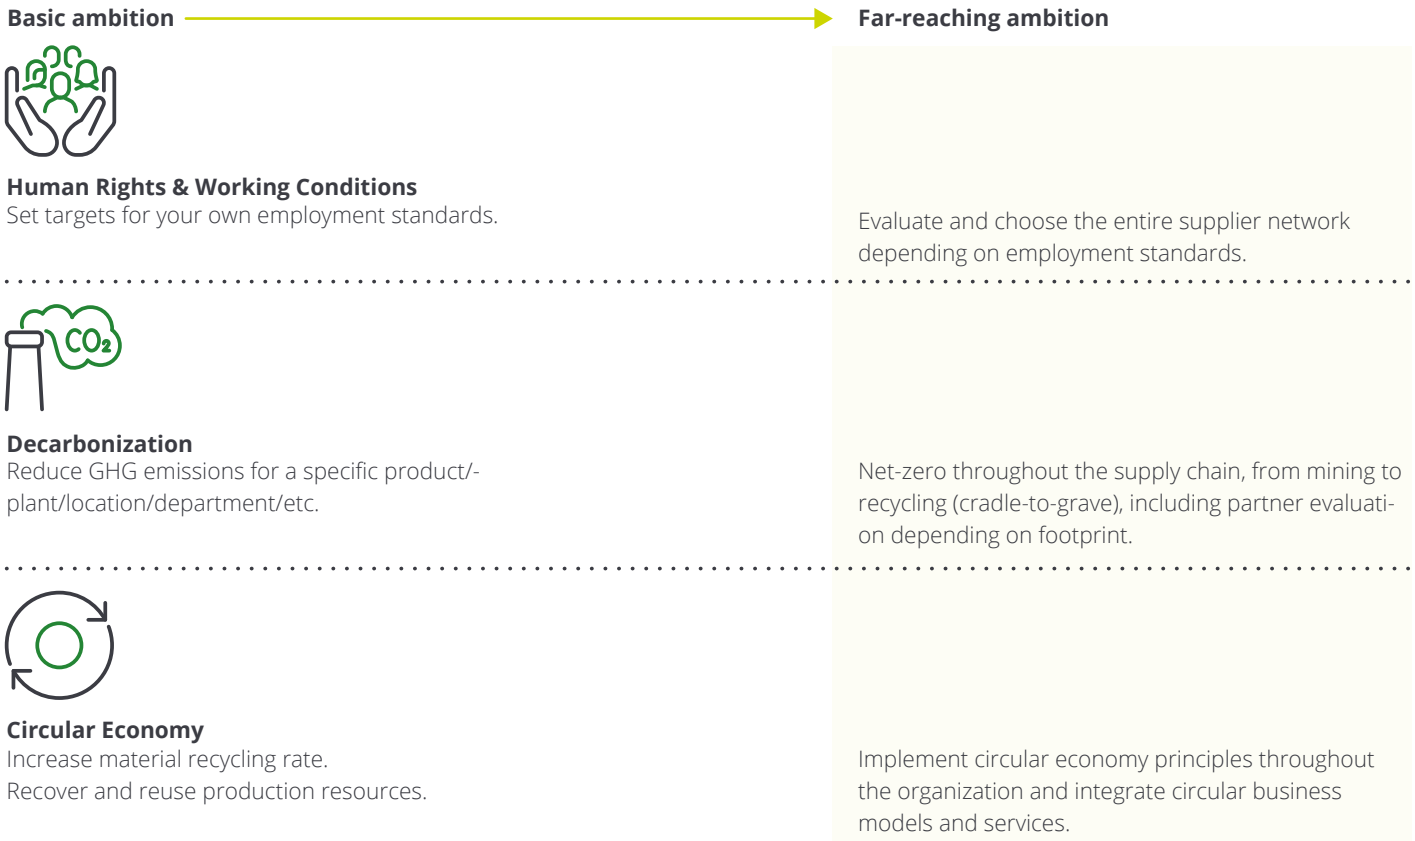 Basic ambition
Far-reaching ambition
Human Rights & Working Conditions
Set targets for your own employment standards.
Evaluate and choose the entire supplier network
depending on employment standards.
CO₂
Decarbonization
Reduce GHG emissions for a specific product/-
plant/location/department/etc.
Net-zero throughout the supply chain, from mining to
recycling (cradle-to-grave), including partner evaluati-
on depending on footprint.
Circular Economy
Increase material recycling rate.
Recover and reuse production resources.
Implement circular economy principles throughout
the organization and integrate circular business
models and services.